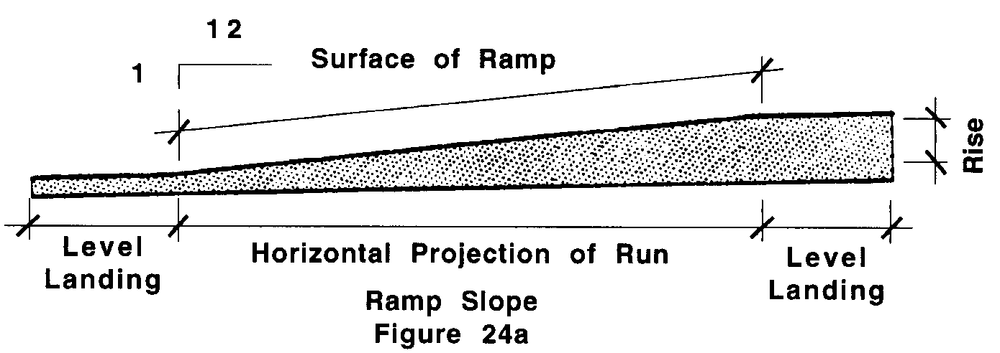 12
1
Surface of Ramp
Rise
Level
Landing
Horizontal Projection of Run
Level
Landing
Ramp Slope
Figure 24a